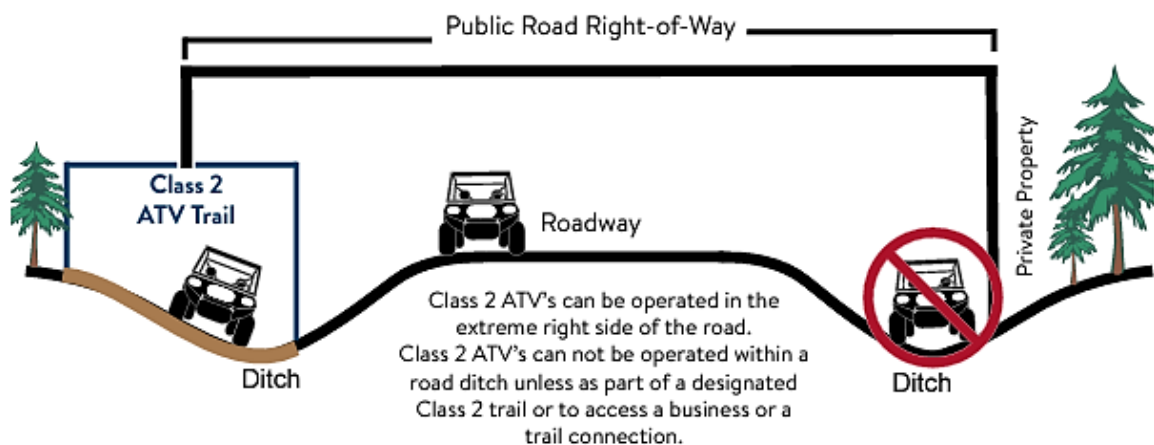 Public Road Right-of-Way
Class 2
ATV Trail
Roadway
Private Property
Class 2 ATV's can be operated in the
extreme right side of the road.
Class 2 ATV's can not be operated within a
road ditch unless as part of a designated
Class 2 trail or to access a business or a
trail connection.
Ditch
Ditch